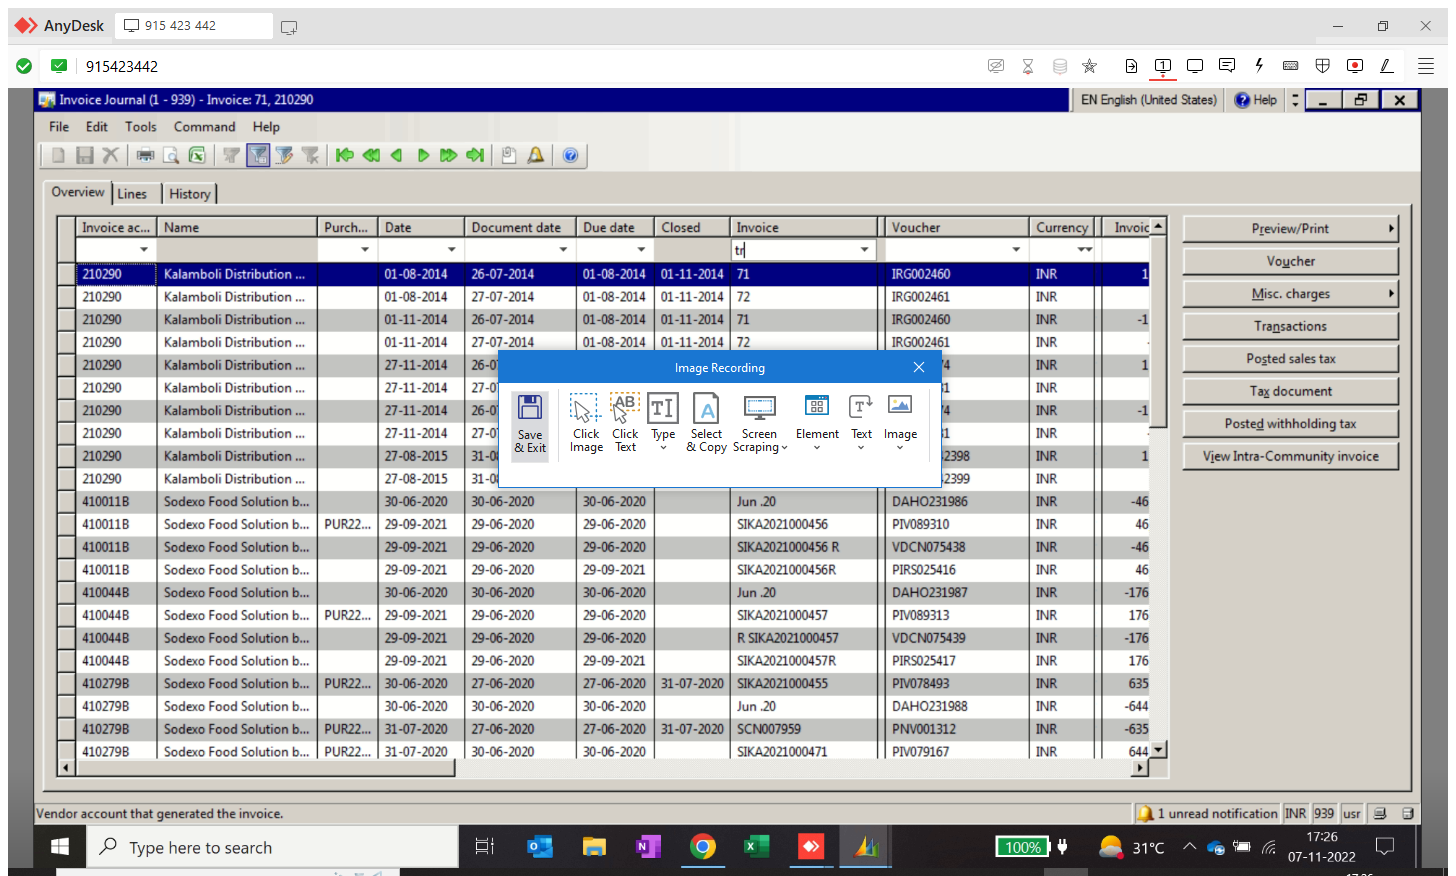 AnyDesk 915 423 442
915423442
Invoice Journal (1 - 939) - Invoice: 71, 210290 EN English (United States) Help
File Edit Tools Command Help
Overview Lines History
Invoice ac... Name Purch... Date Document date Due date Closed Invoice Voucher Currency Invoic
tr
210290 Kalamboli Distribution ... 01-08-2014 26-07-2014 01-08-2014 01-11-2014 71 IRG002460 INR 1
210290 Kalamboli Distribution ... 01-08-2014 27-07-2014 01-08-2014 01-11-2014 72 IRG002461 INR
210290 Kalamboli Distribution ... 01-11-2014 26-07-2014 01-08-2014 01-11-2014 71 IRG002460 INR -1
210290 Kalamboli Distribution ... 01-11-2014 27-07-2014 01-08-2014 01-11-2014 72 IRG002461 INR
210290 Kalamboli Distribution ... 27-11-2014 26-0 4 INR 1
210290 Kalamboli Distribution ... 27-11-2014 27-0 1 INR
210290 Kalamboli Distribution ... 27-11-2014 26-0 4 INR -1
210290 Kalamboli Distribution ... 27-11-2014 27-0 1 INR
210290 Kalamboli Distribution ... 27-08-2015 31-0 2398 INR 1
210290 Kalamboli Distribution ... 27-08-2015 31-0 2399 INR
410011B Sodexo Food Solution b... 30-06-2020 30-06-2020 30-06-2020 Jun .20 DAHO231986 INR -46
410011B Sodexo Food Solution b... PUR22... 29-09-2021 29-06-2020 29-06-2020 SIKA2021000456 PIV089310 INR 46
410011B Sodexo Food Solution b... 29-09-2021 29-06-2020 29-06-2020 SIKA2021000456 R VDCN075438 INR -46
410011B Sodexo Food Solution b... 29-09-2021 29-06-2020 29-09-2021 SIKA2021000456R PIRS025416 INR 46
410044B Sodexo Food Solution b... 30-06-2020 30-06-2020 30-06-2020 Jun .20 DAHO231987 INR -176
410044B Sodexo Food Solution b... PUR22... 29-09-2021 29-06-2020 29-06-2020 SIKA2021000457 PIV089313 INR 176
410044B Sodexo Food Solution b... 29-09-2021 29-06-2020 29-06-2020 R SIKA2021000457 VDCN075439 INR -176
410044B Sodexo Food Solution b... 29-09-2021 29-06-2020 29-09-2021 SIKA2021000457R PIRS025417 INR 176
410279B Sodexo Food Solution b... PUR22... 30-06-2020 27-06-2020 27-06-2020 31-07-2020 SIKA2021000455 PIV078493 INR 635
410279B Sodexo Food Solution b... 30-06-2020 30-06-2020 30-06-2020 Jun .20 DAHO231988 INR -644
410279B Sodexo Food Solution b... PUR22... 31-07-2020 27-06-2020 27-06-2020 31-07-2020 SCN007959 PNV001312 INR -635
410279B Sodexo Food Solution b... PUR22... 31-07-2020 30-06-2020 30-06-2020 SIKA2021000471 PIV079167 INR 644
Preview/Print
Voucher
Misc. charges
Transactions
Posted sales tax
Tax document
Posted withholding tax
View Intra-Community invoice
Image Recording
Save & Exit
Click Image
Click Text
Type
Select & Copy
Screen Scraping
Element
Text
Image
Vendor account that generated the invoice. 1 unread notification INR 939 usr
Type here to search 100% 31°C 17:26
07-11-2022